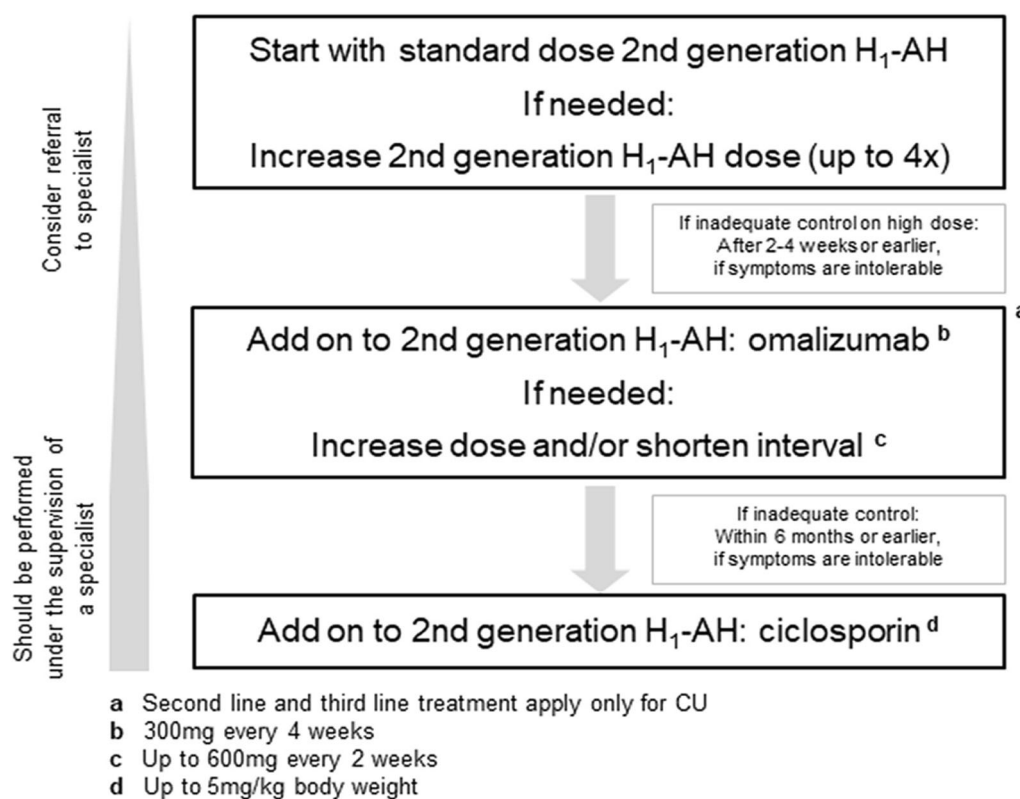 Consider referral
to specialist
Start with standard dose 2nd generation H₁-AH
If needed:
Increase 2nd generation H₁-AH dose (up to 4x)
If inadequate control on high dose:
After 2-4 weeks or earlier,
if symptoms are intolerable
a
Add on to 2nd generation H₁-AH: omalizumab b
If needed:
Increase dose and/or shorten interval c
Should be performed
under the supervision of
a specialist
If inadequate control:
Within 6 months or earlier,
if symptoms are intolerable
Add on to 2nd generation H₁-AH: ciclosporin d
a Second line and third line treatment apply only for CU
b 300mg every 4 weeks
c Up to 600mg every 2 weeks
d Up to 5mg/kg body weight